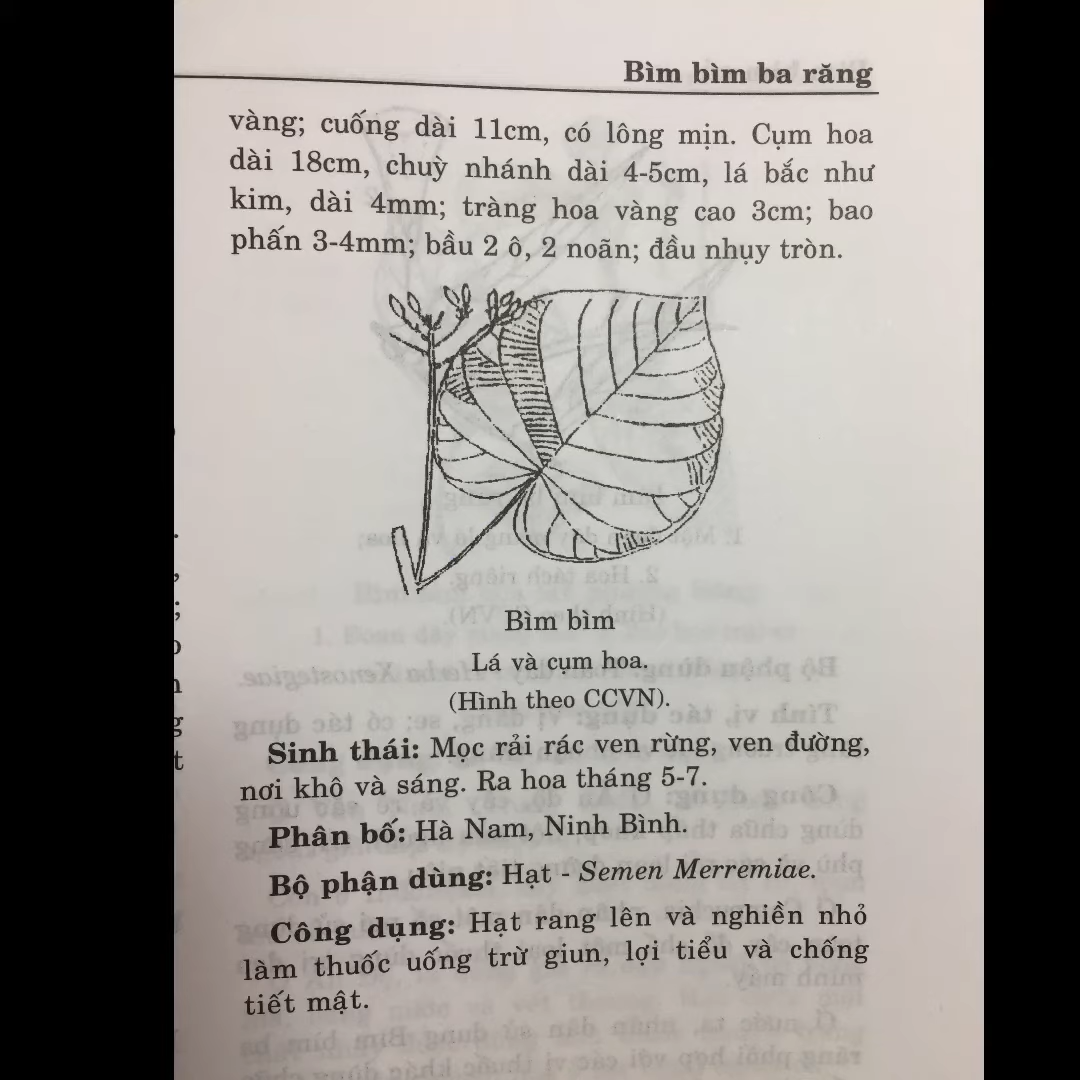 Bìm bìm ba răng
vàng; cuống dài 11cm, có lông mịn. Cụm hoa
dài 18cm, chuỳ nhánh dài 4-5cm, lá bắc như
kim, dài 4mm; tràng hoa vàng cao 3cm; bao
phấn 3-4mm; bầu 2 ô, 2 noãn; đầu nhụy tròn.
Bìm bìm
Lá và cụm hoa.
(Hình theo CCVN).
Sinh thái: Mọc rải rác ven rừng, ven đường,
nơi khô và sáng. Ra hoa tháng 5-7.
Phân bố: Hà Nam, Ninh Bình.
Bộ phận dùng: Hạt - Semen Merremiae.
Công dụng: Hạt rang lên và nghiền nhỏ
làm thuốc uống trừ giun, lợi tiểu và chống
tiết mật.